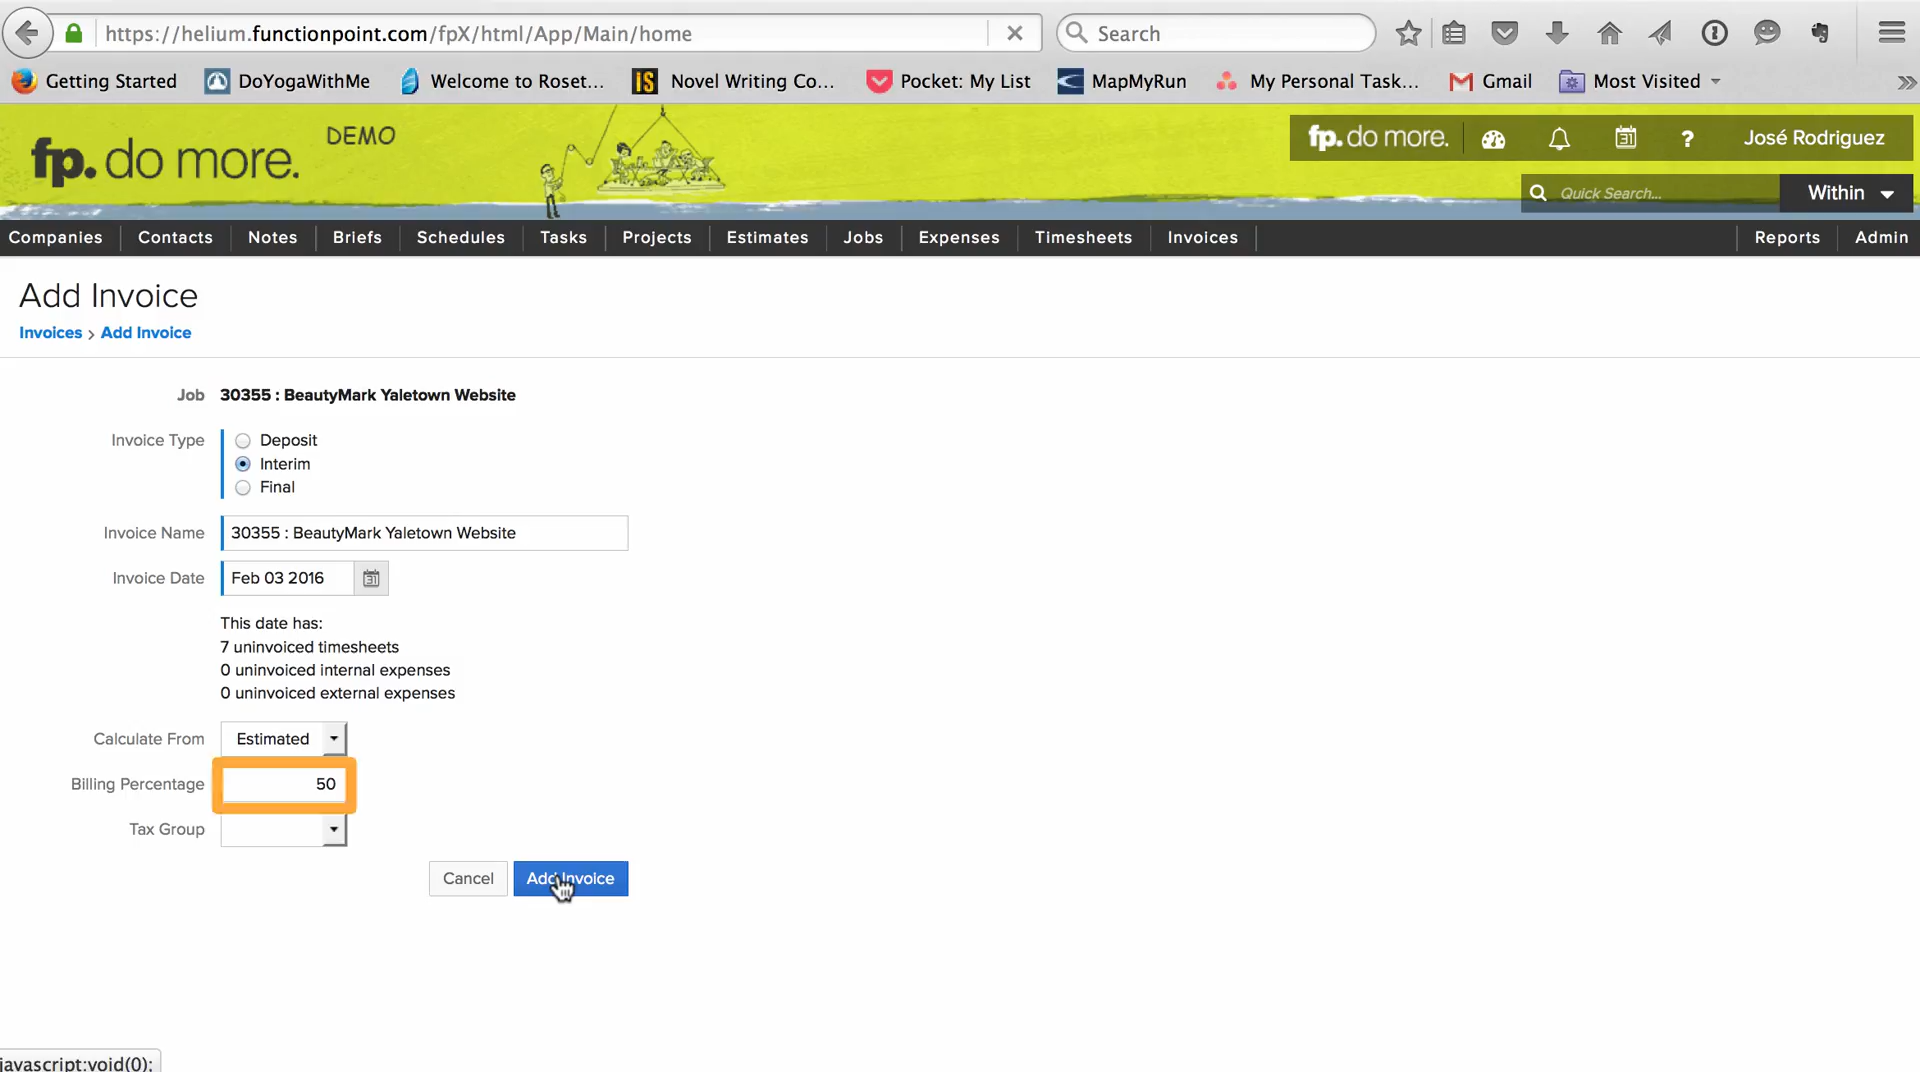 https://helium.functionpoint.com/fpX/html/App/Main/home
Search
Getting Started
DoYogaWithMe
Welcome to Roset...
Novel Writing Co...
Pocket: My List
MapMyRun
My Personal Task...
Gmail
Most Visited
fp. do more.
DEMO
fp. do more.
?
José Rodriguez
Quick Search...
Within
Companies
Contacts
Notes
Briefs
Schedules
Tasks
Projects
Estimates
Jobs
Expenses
Timesheets
Invoices
Reports
Admin
Add Invoice
Invoices > Add Invoice
Job 30355 : BeautyMark Yaletown Website
Invoice Type
Deposit
Interim
Final
Invoice Name 30355 : BeautyMark Yaletown Website
Invoice Date Feb 03 2016
This date has:
7 uninvoiced timesheets
0 uninvoiced internal expenses
0 uninvoiced external expenses
Calculate From Estimated
Billing Percentage 50
Tax Group
Cancel
Add Invoice
javascript:void(0);